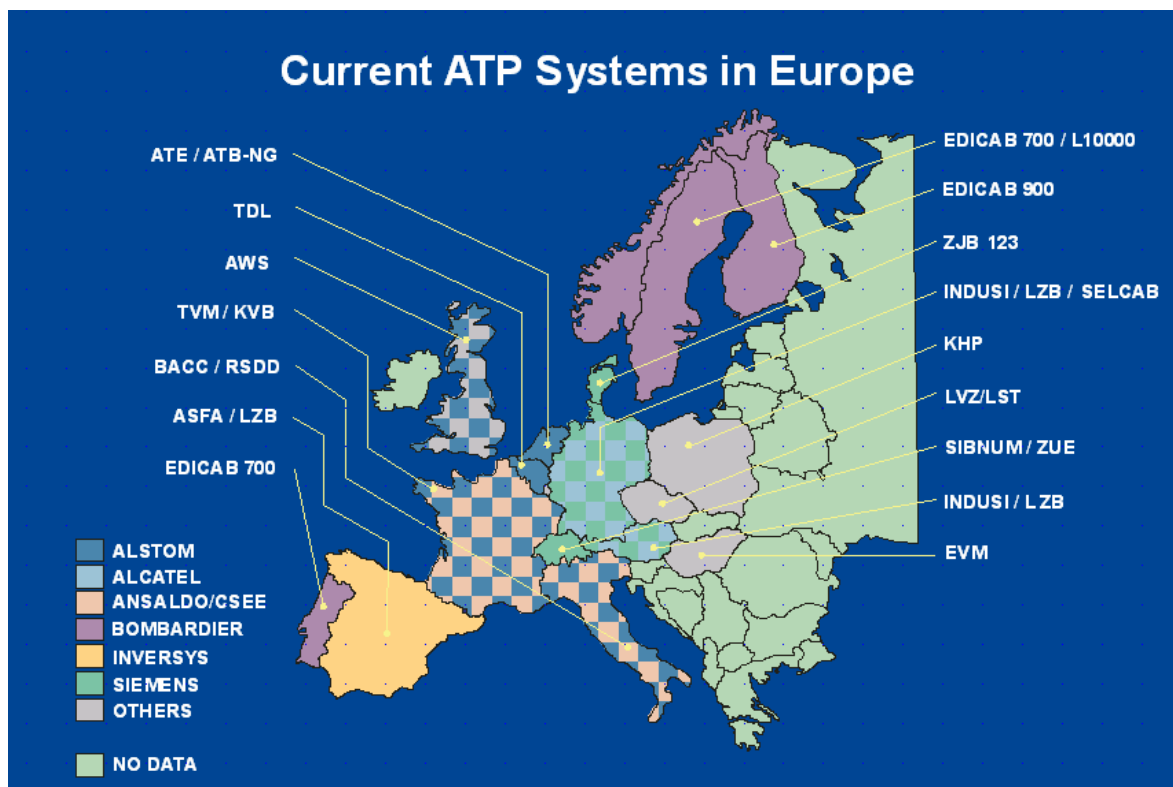 Current ATP Systems in Europe
ATE / ATB-NG
TDL
AWS
TVM / KVB
BACC / RSDD
ASFA / LZB
EDICAB 700
EDICAB 700 / L10000
EDICAB 900
ZJB 123
INDUSI / LZB / SELCAB
KHP
LVZ/LST
SIBNUM / ZUE
INDUSI / LZB
EVM
ALSTOM
ALCATEL
ANSALDO/CSEE
BOMBARDIER
INVERSYS
SIEMENS
OTHERS
NO DATA